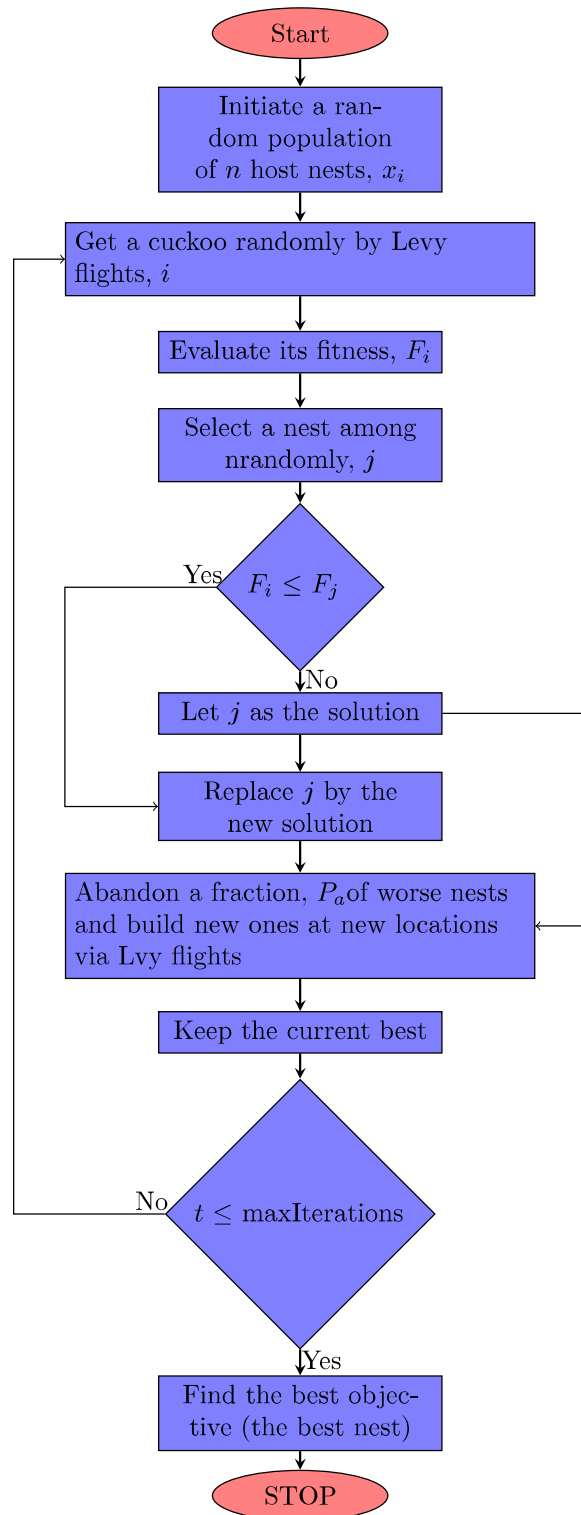 Start
Initiate a ran-
dom population
of n host nests, x_i
Get a cuckoo randomly by Levy
flights, i
Evaluate its fitness, F_i
Select a nest among
nrandomly, j
Yes
F_i ≤ F_j
No
Let j as the solution
Replace j by the
new solution
Abandon a fraction, P_aof worse nests
and build new ones at new locations
via Lvy flights
Keep the current best
No
t ≤ maxIterations
Yes
Find the best objec-
tive (the best nest)
STOP